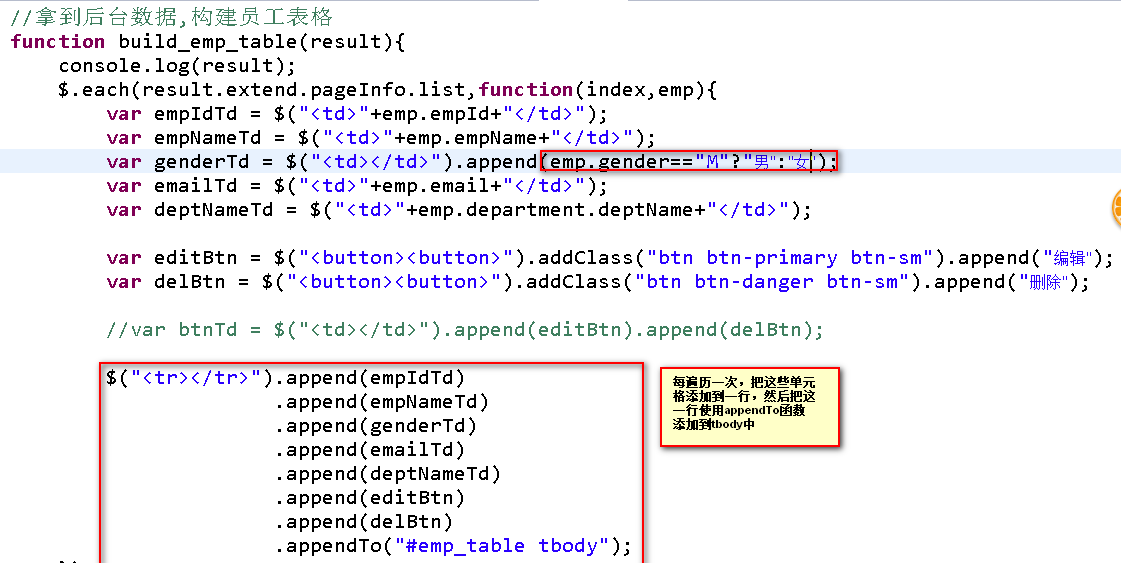 //拿到后台数据,构建员工表格
function build_emp_table(result){
console.log(result);
$.each(result.extend.pageInfo.list,function(index,emp){
var empIdTd = $("<td>"+emp.empId+"</td>");
var empNameTd = $("<td>"+emp.empName+"</td>");
var genderTd = $("<td></td>").append(emp.gender=="M"?"男":"女");
var emailTd = $("<td>"+emp.email+"</td>");
var deptNameTd = $("<td>"+emp.department.deptName+"</td>");
var editBtn = $("<button><button>").addClass("btn btn-primary btn-sm").append("编辑");
var delBtn = $("<button><button>").addClass("btn btn-danger btn-sm").append("删除");
//var btnTd = $("<td></td>").append(editBtn).append(delBtn);
$("<tr></tr>").append(empIdTd)
.append(empNameTd)
.append(genderTd)
.append(emailTd)
.append(deptNameTd)
.append(editBtn)
.append(delBtn)
.appendTo("#emp_table tbody");
每遍历一次，把这些单元
格添加到一行，然后把这
一行使用appendTo函数
添加到tbody中